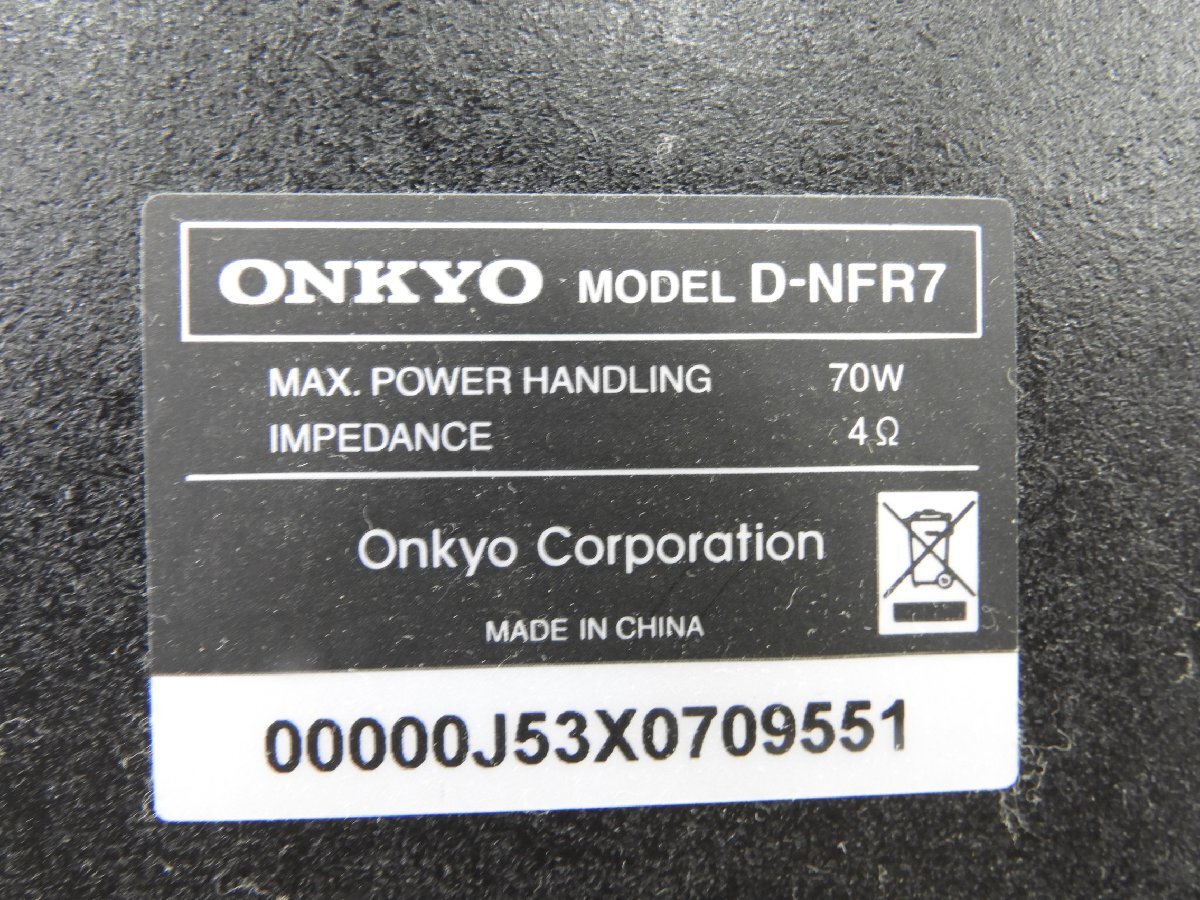 ONKYO MODEL D-NFR7
MAX. POWER HANDLING 70W
IMPEDANCE 4Ω
Onkyo Corporation
MADE IN CHINA
00000J53X0709551